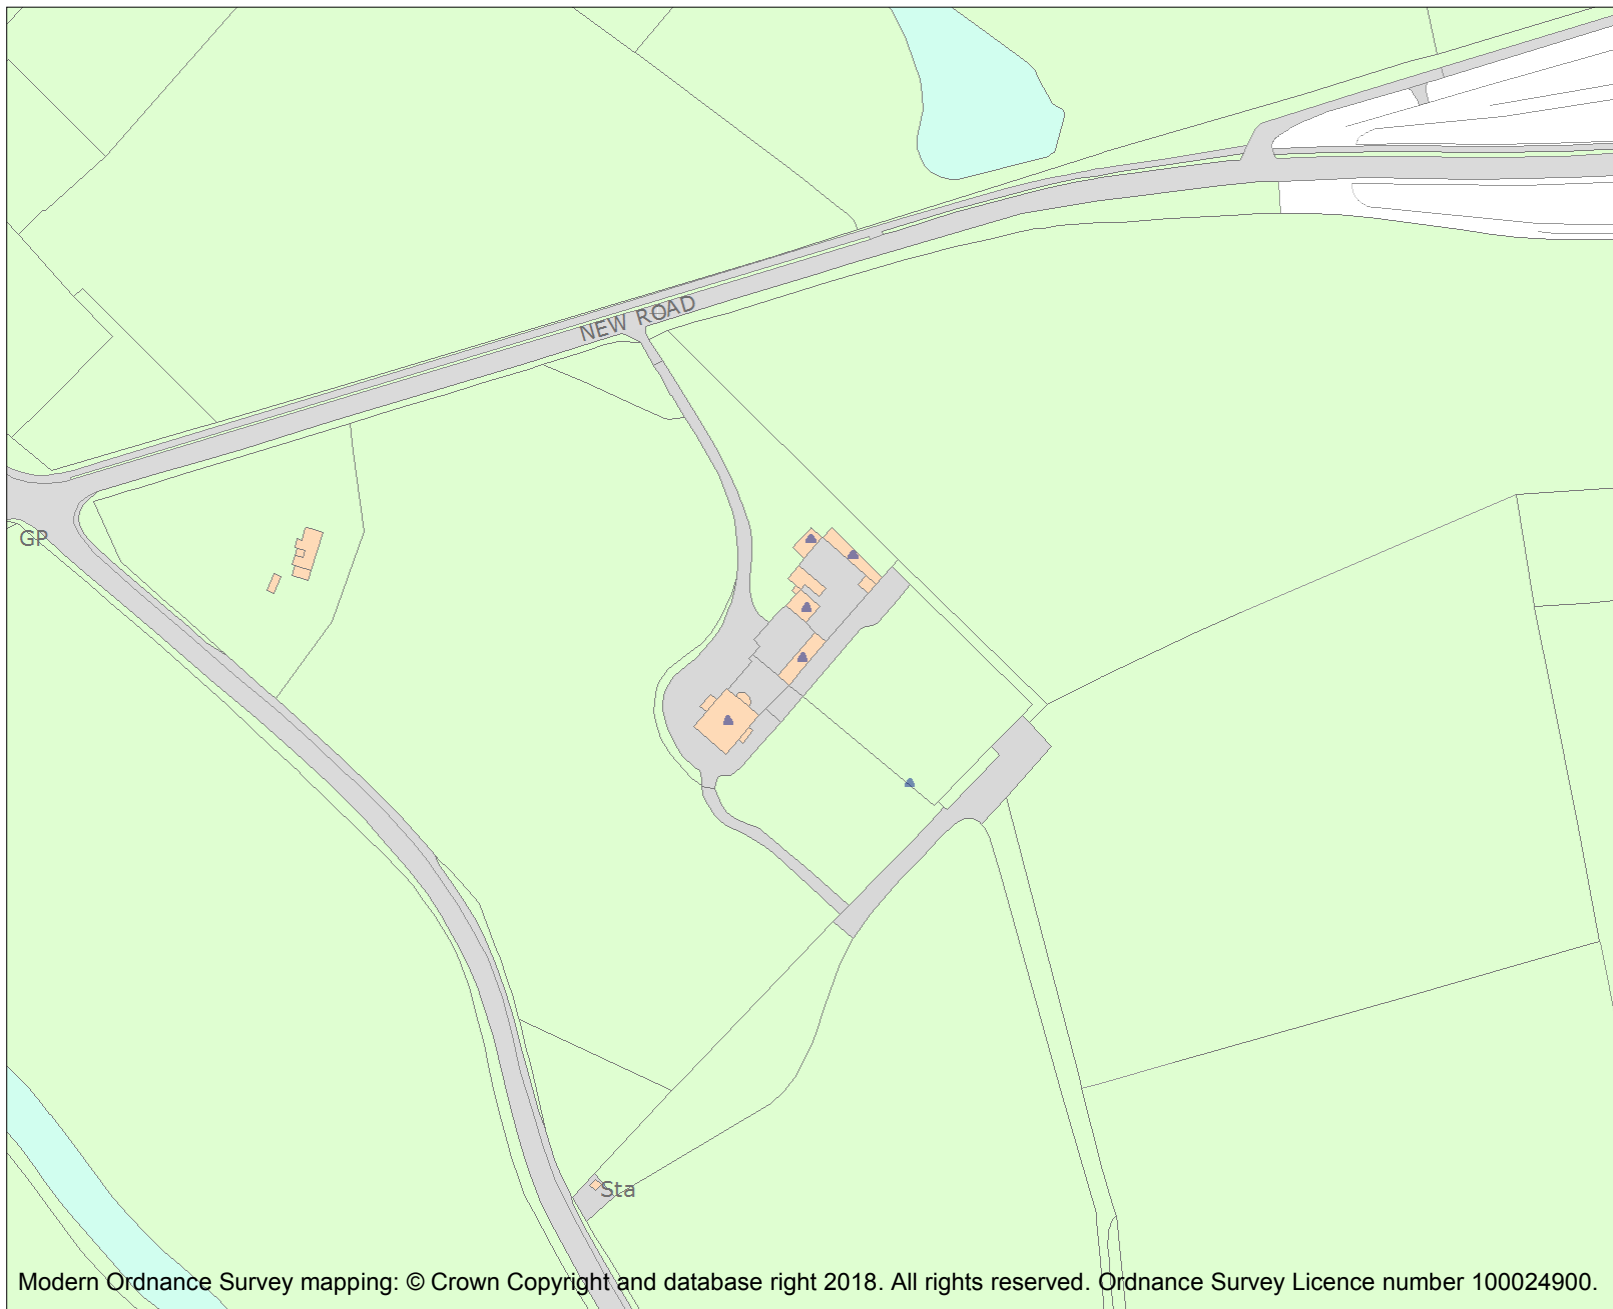 NEW ROAD
GP
Sta
Modern Ordnance Survey mapping: © Crown Copyright and database right 2018. All rights reserved. Ordnance Survey Licence number 100024900.